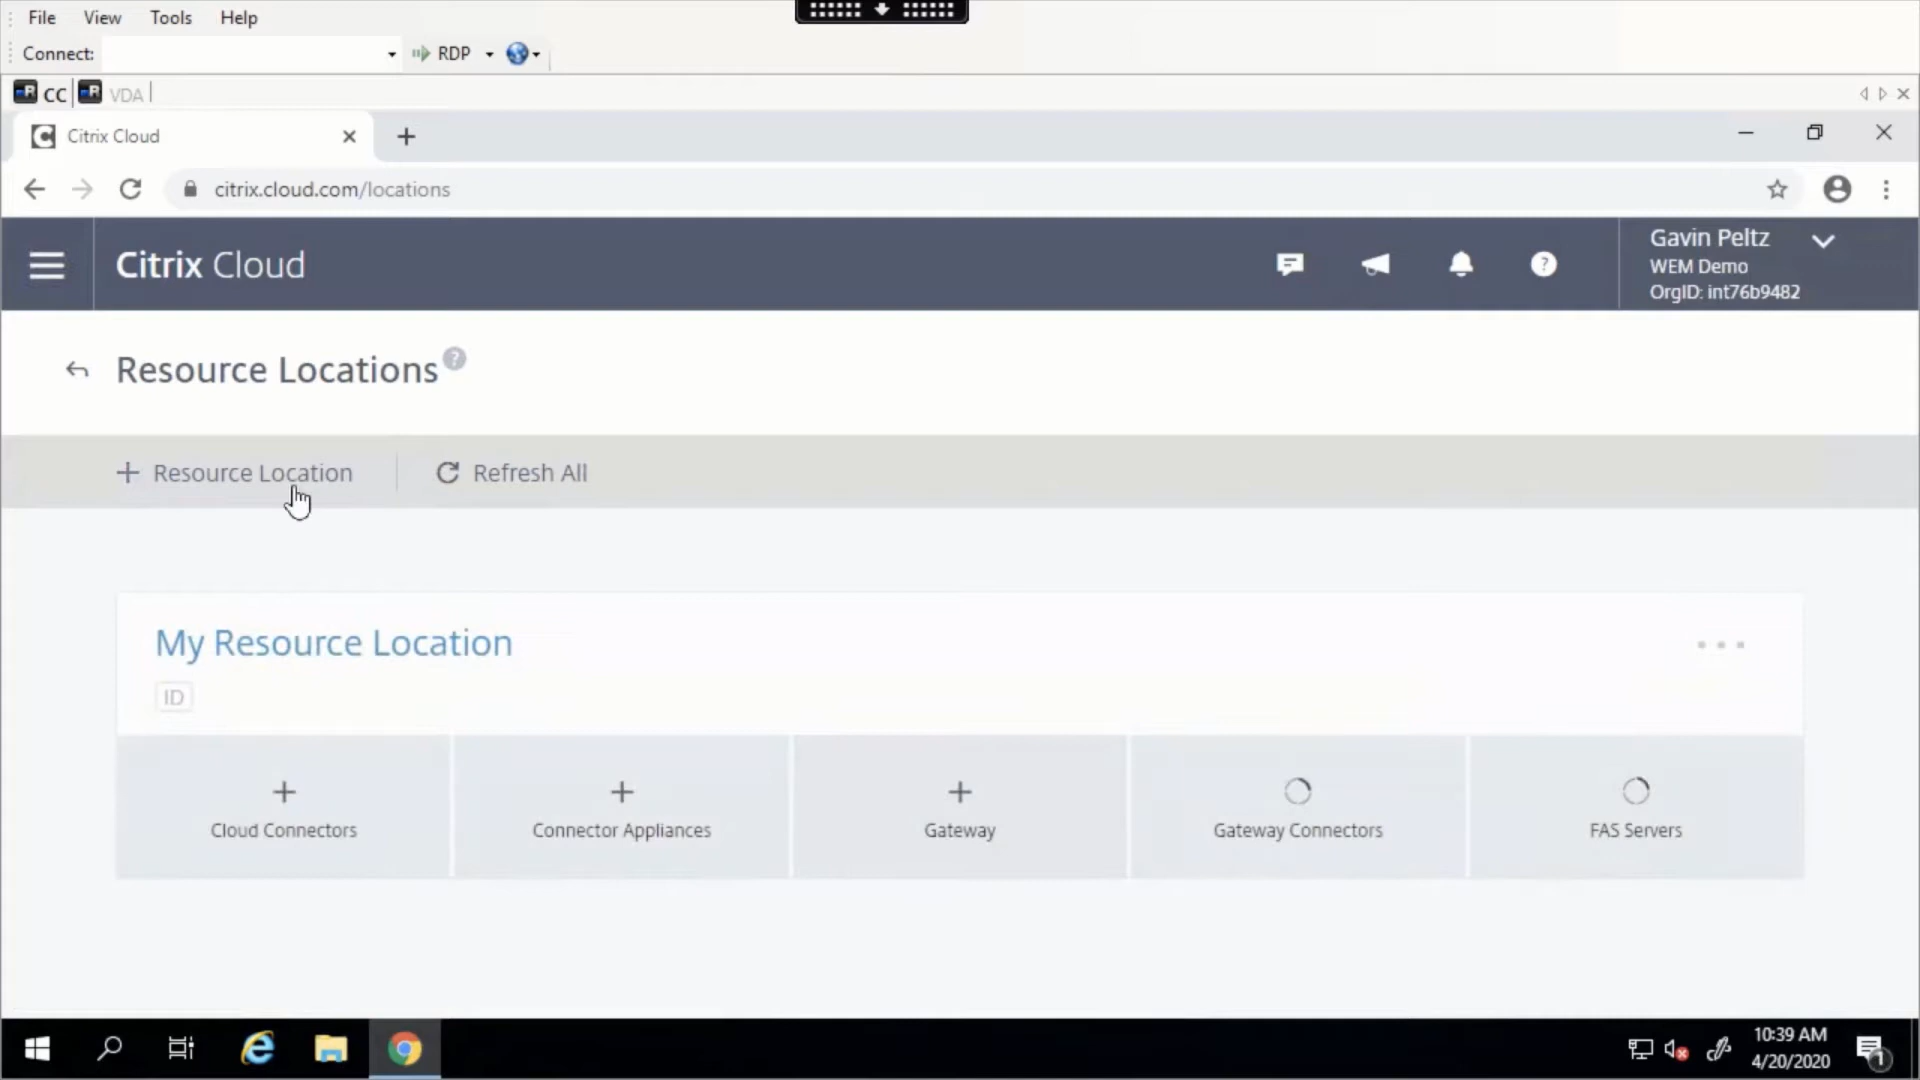 File View Tools Help
Connect: RDP
CC VDA
Citrix Cloud
citrix.cloud.com/locations
Citrix Cloud
Gavin Peltz
WEM Demo
OrgID: int76b9482
Resource Locations ?
+ Resource Location Refresh All
My Resource Location
ID
Cloud Connectors Connector Appliances Gateway Gateway Connectors FAS Servers
10:39 AM
4/20/2020
1